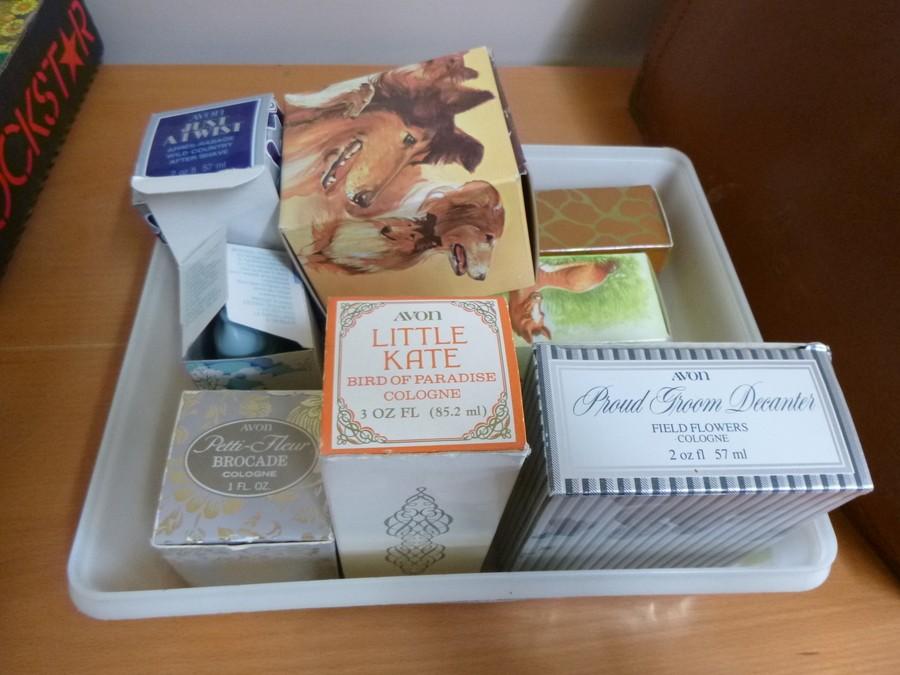 ROCKSTAR
AVON
JUST
A TWIST
WILD COUNTRY
AFTER SHAVE
2 oz fl 57 ml
AVON
LITTLE
KATE
BIRD OF PARADISE
COLOGNE
3 OZ FL (85.2 ml)
AVON
Proud Groom Decanter
FIELD FLOWERS
COLOGNE
2 oz fl 57 ml
AVON
Petti-Fleur
BROCADE
COLOGNE
1 FL. OZ.